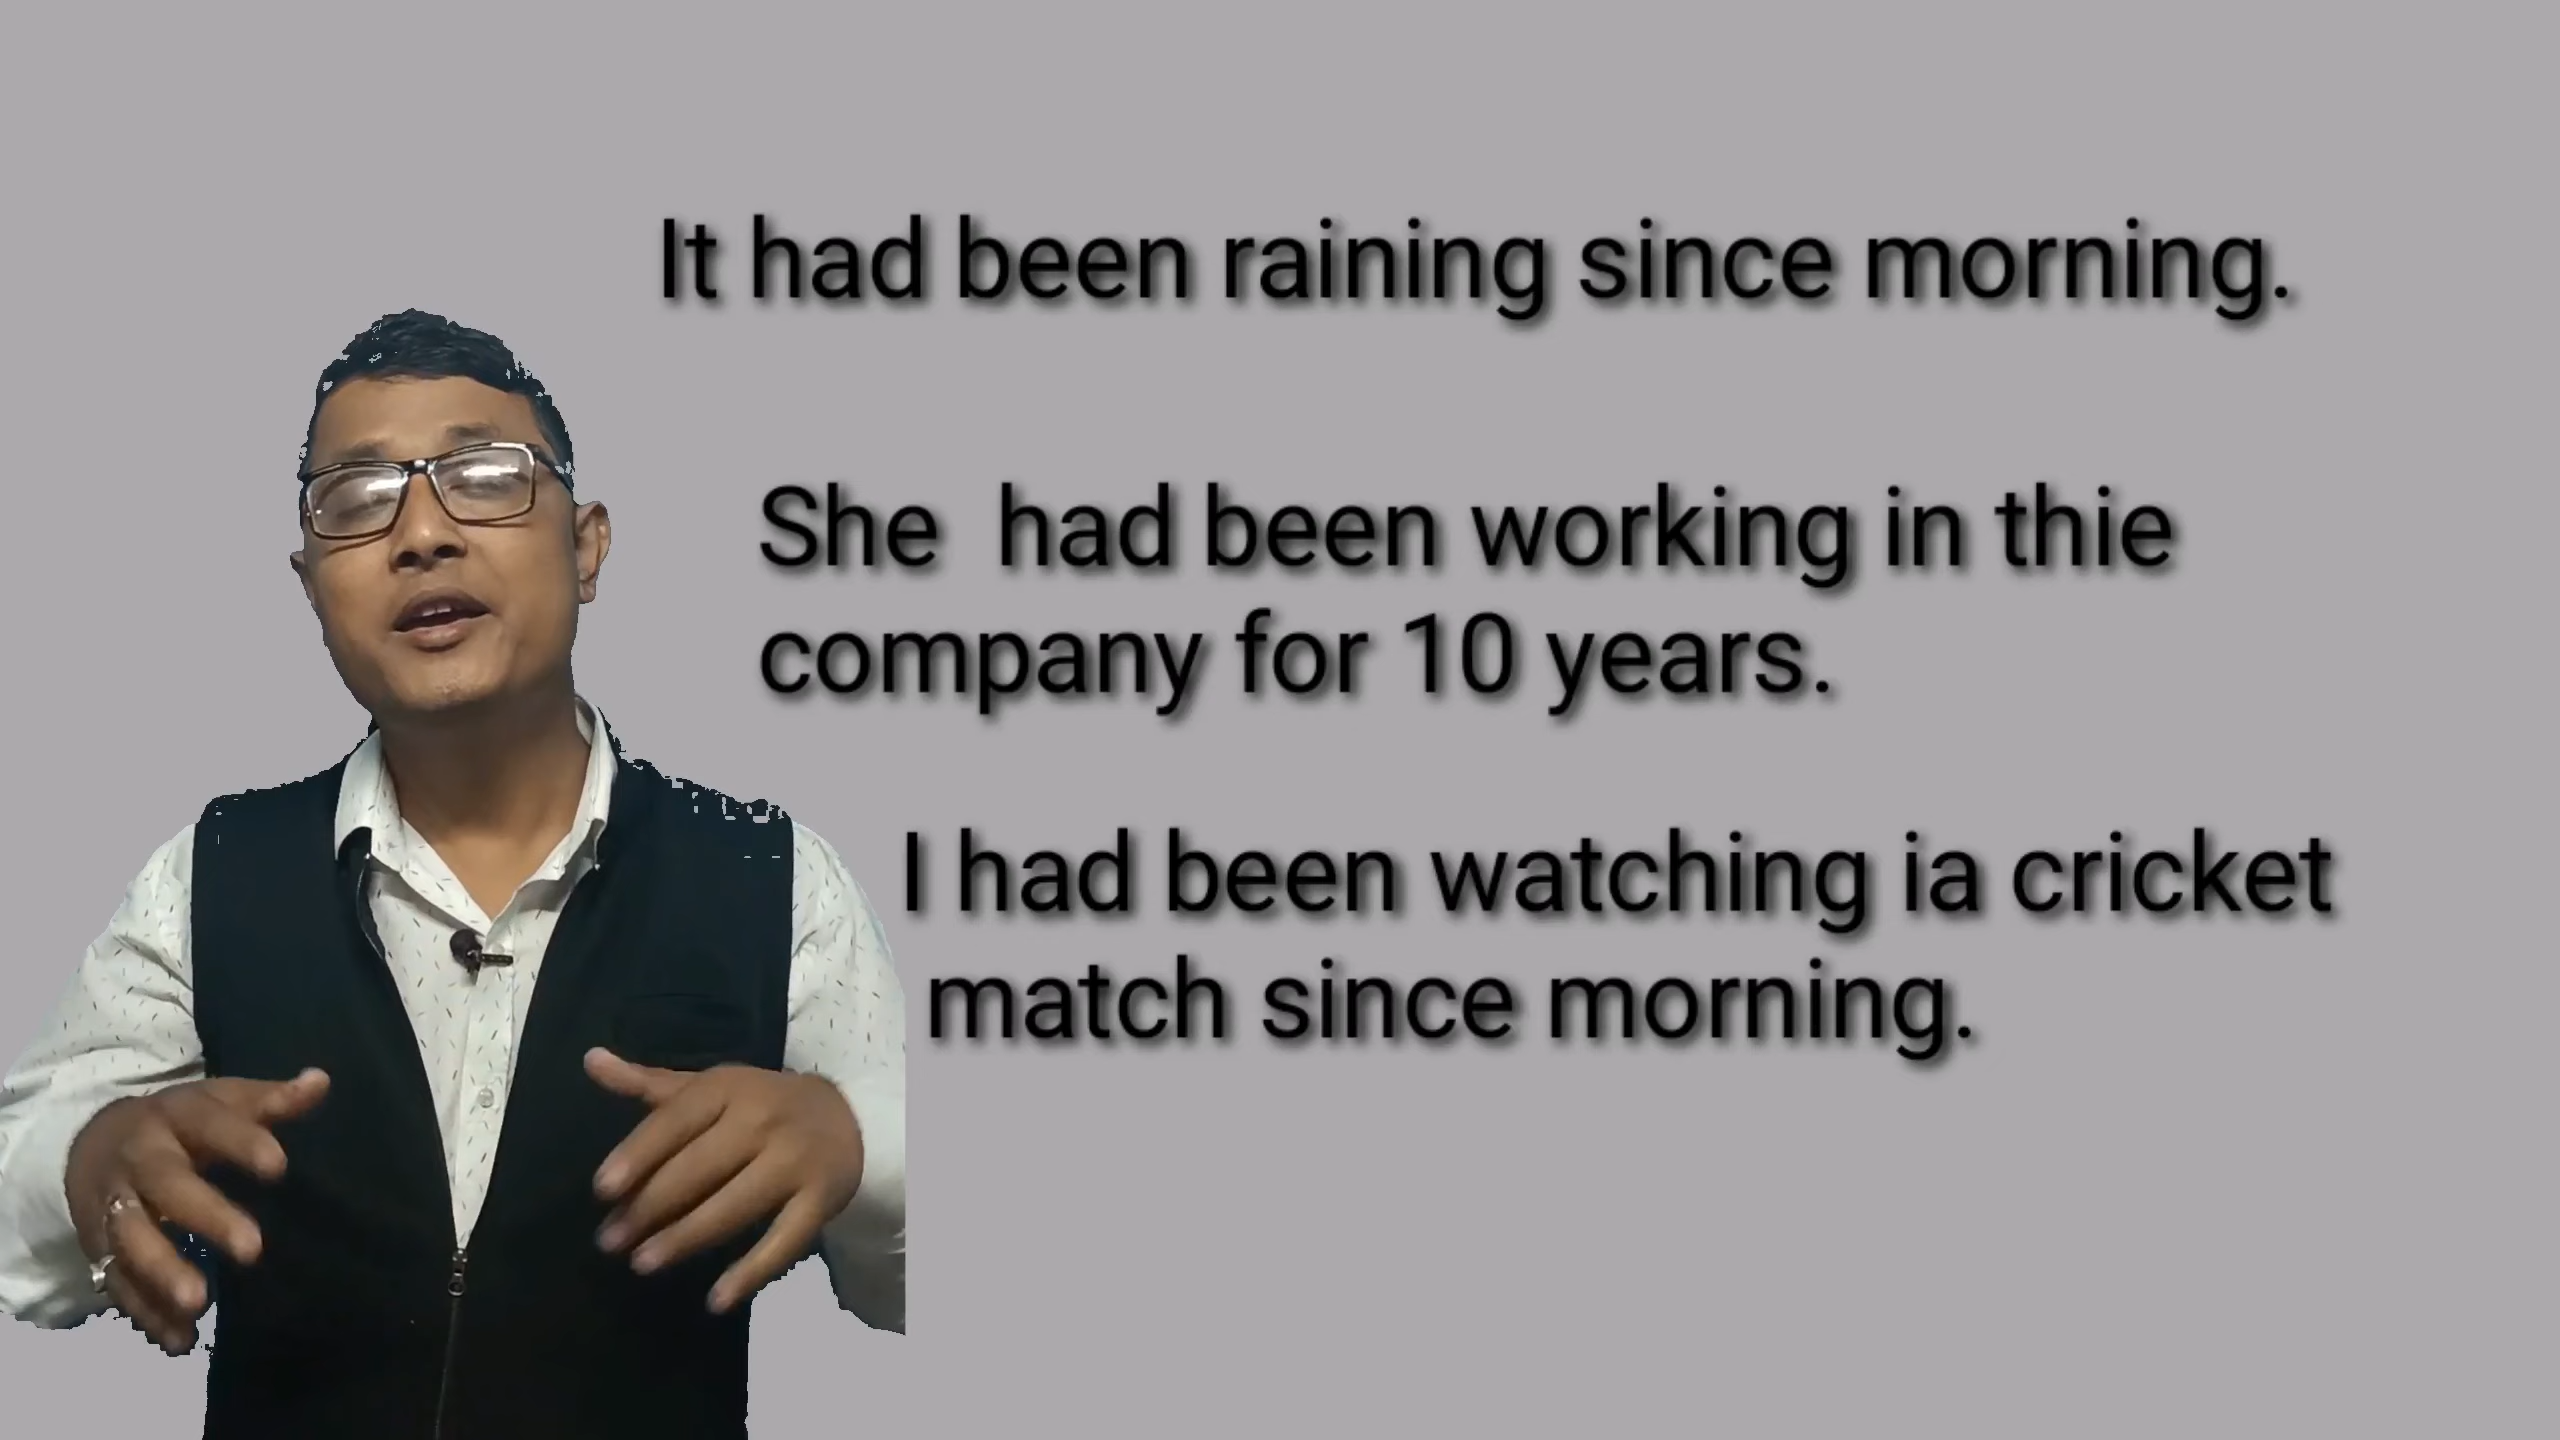 It had been raining since morning.
She  had been working in thie
company for 10 years.
I had been watching ia cricket
match since morning.